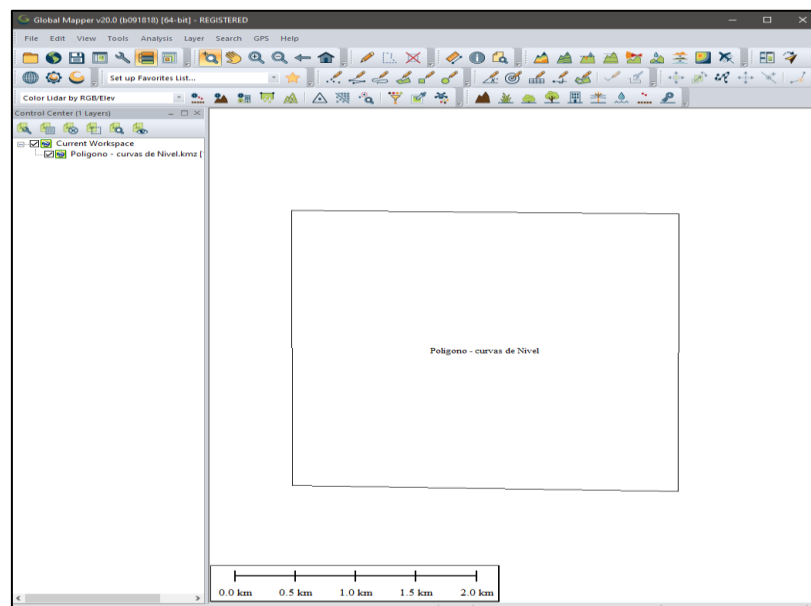 Global Mapper v20.0 (b091818) [64-bit] - REGISTERED
File Edit View Tools Analysis Layer Search GPS Help
Set up Favorites List...
Color Lidar by RGB/Elev
Control Center (1 Layers)
Current Workspace
Poligono - curvas de Nivel.kmz [
Poligono - curvas de Nivel
0.0 km 0.5 km 1.0 km 1.5 km 2.0 km